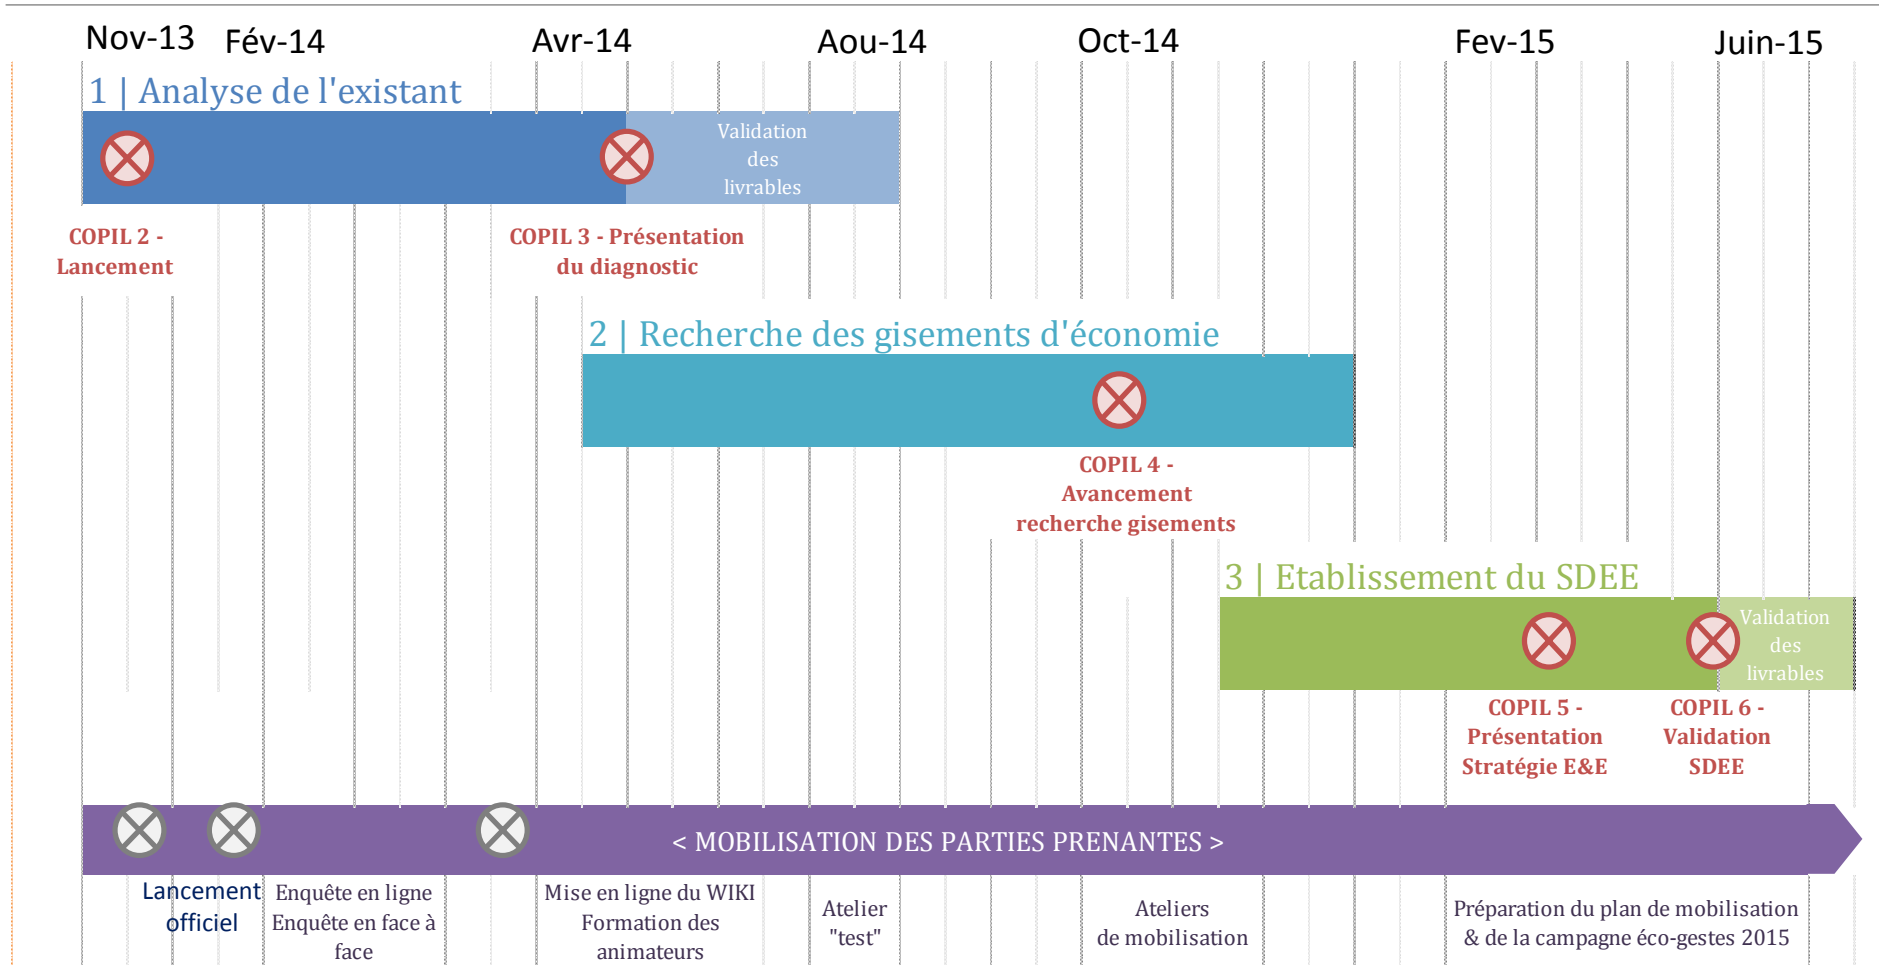 Nov-13 Fév-14 Avr-14 Aou-14 Oct-14 Fev-15 Juin-15
1 | Analyse de l'existant
Validation
des
livrables
COPIL 2 -
Lancement
COPIL 3 - Présentation
du diagnostic
2 | Recherche des gisements d'économie
COPIL 4 -
Avancement
recherche gisements
3 | Etablissement du SDEE
Validation
des
livrables
COPIL 5 -
Présentation
Stratégie E&E
COPIL 6 -
Validation
SDEE
< MOBILISATION DES PARTIES PRENANTES >
Lancement
officiel
Enquête en ligne
Enquête en face à
face
Mise en ligne du WIKI
Formation des
animateurs
Atelier
"test"
Ateliers
de mobilisation
Préparation du plan de mobilisation
& de la campagne éco-gestes 2015